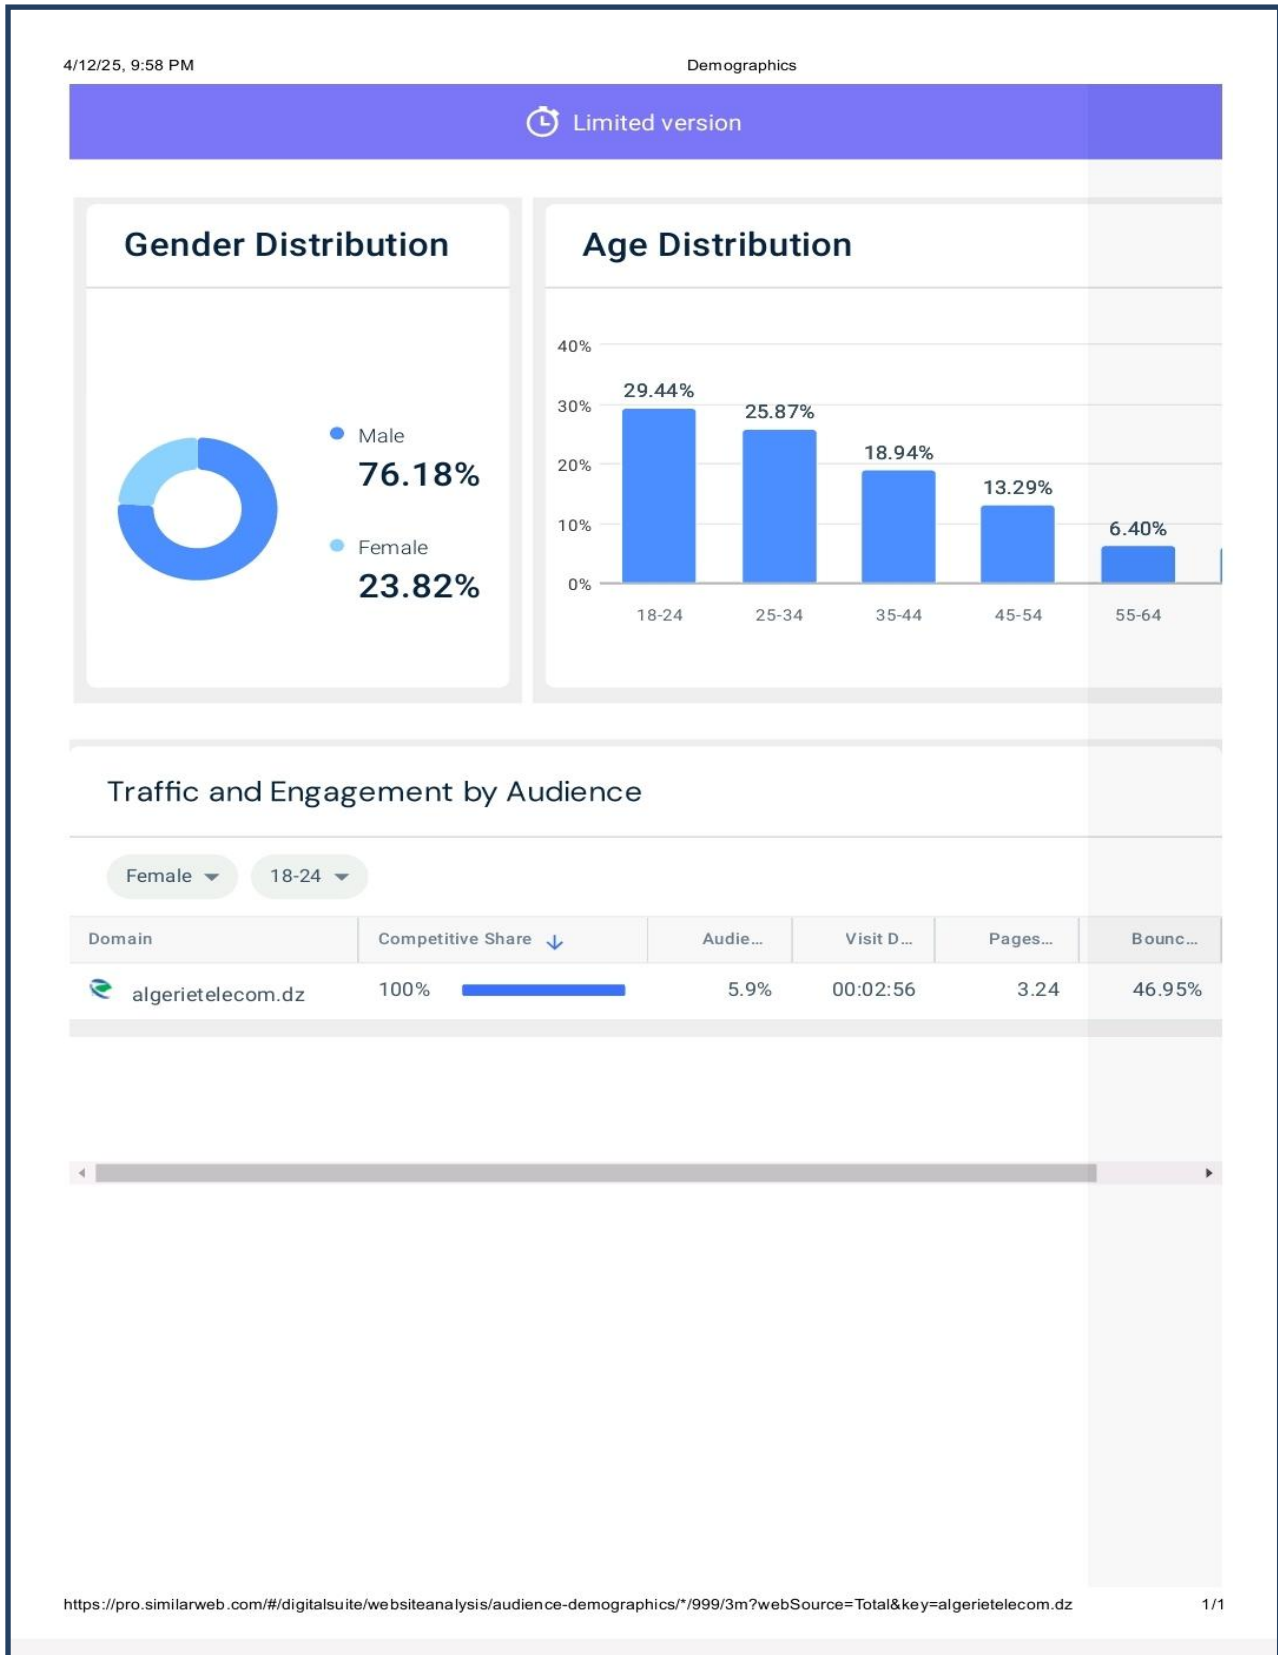 4/12/25, 9:58 PM
Demographics
Limited version
Gender Distribution
Male
76.18%
Female
23.82%
Age Distribution
40%
30%
20%
10%
0%
29.44%
25.87%
18.94%
13.29%
6.40%
18-24
25-34
35-44
45-54
55-64
Traffic and Engagement by Audience
Female
18-24
Domain
Competitive Share
Audie...
Visit D...
Pages...
Bounc...
algerietelecom.dz
100%
5.9%
00:02:56
3.24
46.95%
https://pro.similarweb.com/#/digitalsuite/websiteanalysis/audience-demographics/*/999/3m?webSource=Total&key=algerietelecom.dz
1/1